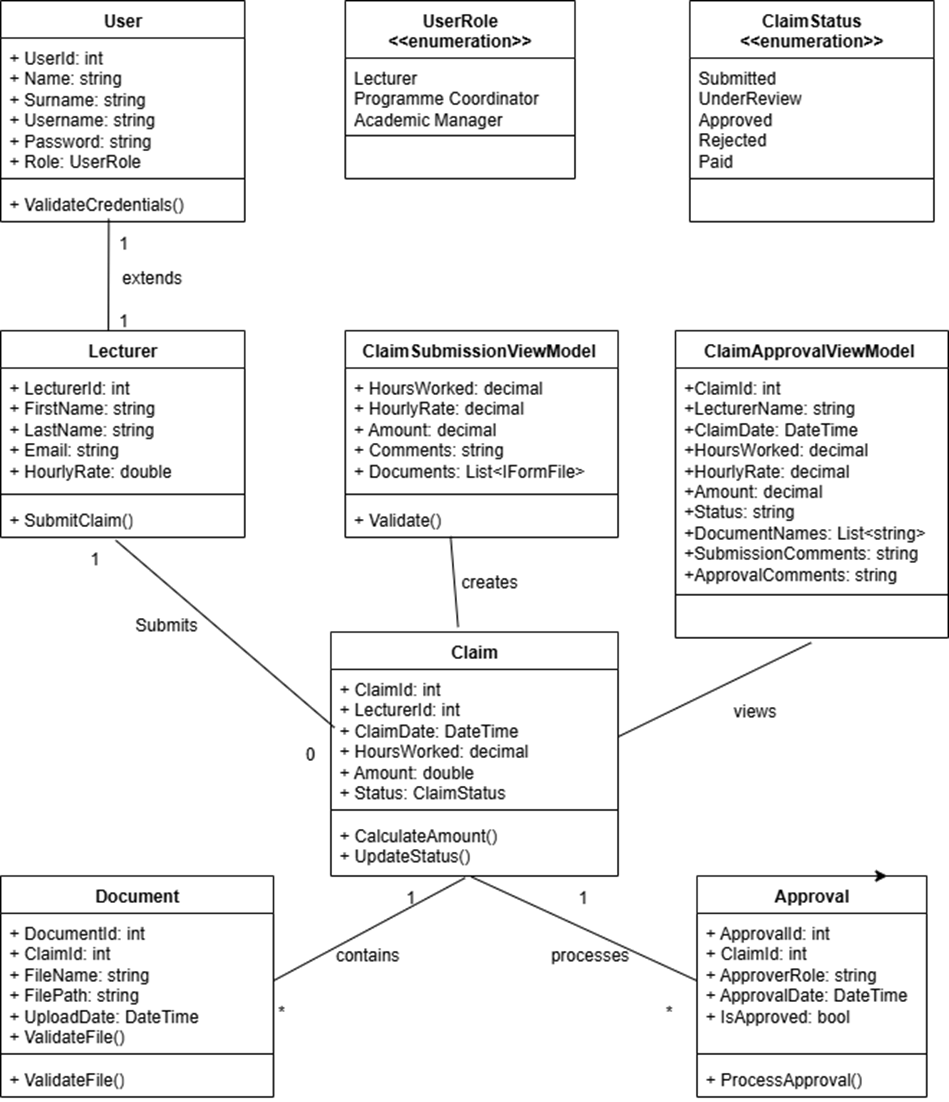 User
+ UserId: int
+ Name: string
+ Surname: string
+ Username: string
+ Password: string
+ Role: UserRole
+ ValidateCredentials()
UserRole
<<enumeration>>
Lecturer
Programme Coordinator
Academic Manager
ClaimStatus
<<enumeration>>
Submitted
UnderReview
Approved
Rejected
Paid
1
extends
1
Lecturer
+ LecturerId: int
+ FirstName: string
+ LastName: string
+ Email: string
+ HourlyRate: double
+ SubmitClaim()
ClaimSubmissionViewModel
+ HoursWorked: decimal
+ HourlyRate: decimal
+ Amount: decimal
+ Comments: string
+ Documents: List<IFormFile>
+ Validate()
ClaimApprovalViewModel
+ClaimId: int
+LecturerName: string
+ClaimDate: DateTime
+HoursWorked: decimal
+HourlyRate: decimal
+Amount: decimal
+Status: string
+DocumentNames: List<string>
+SubmissionComments: string
+ApprovalComments: string
1
Submits
0
creates
views
Claim
+ ClaimId: int
+ LecturerId: int
+ ClaimDate: DateTime
+ HoursWorked: decimal
+ Amount: double
+ Status: ClaimStatus
+ CalculateAmount()
+ UpdateStatus()
1
contains
*
1
processes
*
Document
+ DocumentId: int
+ ClaimId: int
+ FileName: string
+ FilePath: string
+ UploadDate: DateTime
+ ValidateFile()
+ ValidateFile()
Approval
+ ApprovalId: int
+ ClaimId: int
+ ApproverRole: string
+ ApprovalDate: DateTime
+ IsApproved: bool
+ ProcessApproval()